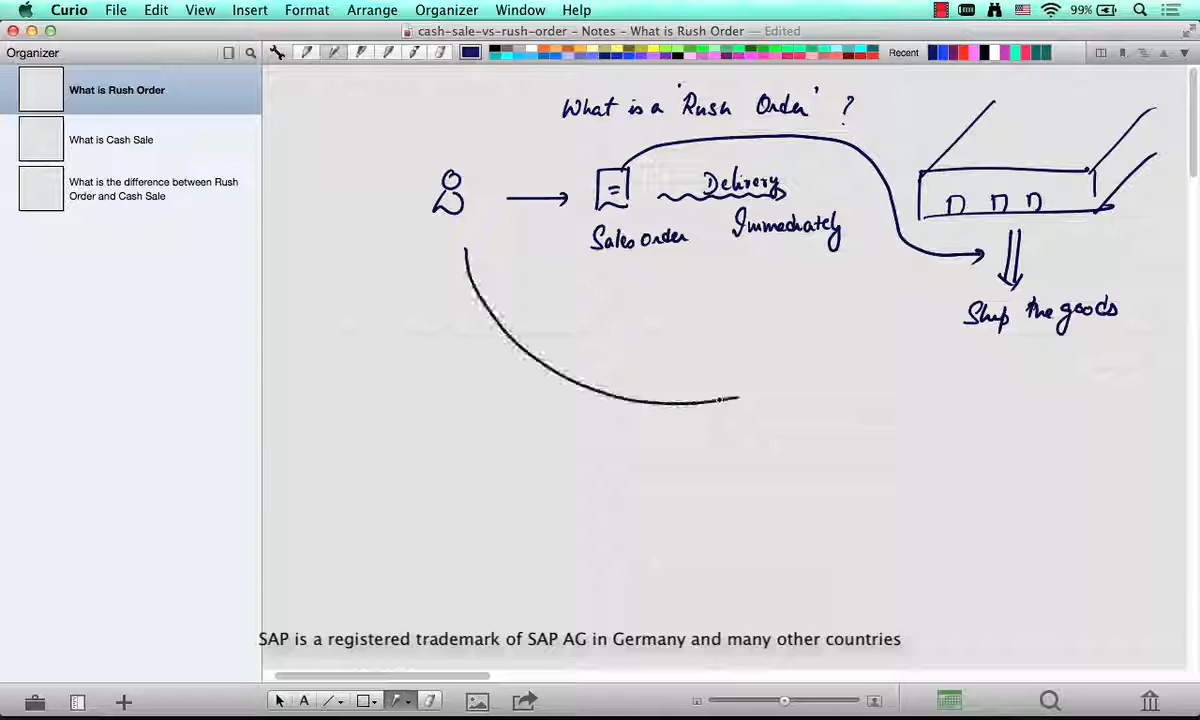 Curio File Edit View Insert Format Arrange Organizer Window Help 99%
cash-sale-vs-rush-order – Notes – What is Rush Order — Edited
Organizer
Recent
What is Rush Order
What is Cash Sale
What is the difference between Rush
Order and Cash Sale
What is a 'Rush Order' ?
Delivery
Immediately
Sales Order
Ship the goods
SAP is a registered trademark of SAP AG in Germany and many other countries
A